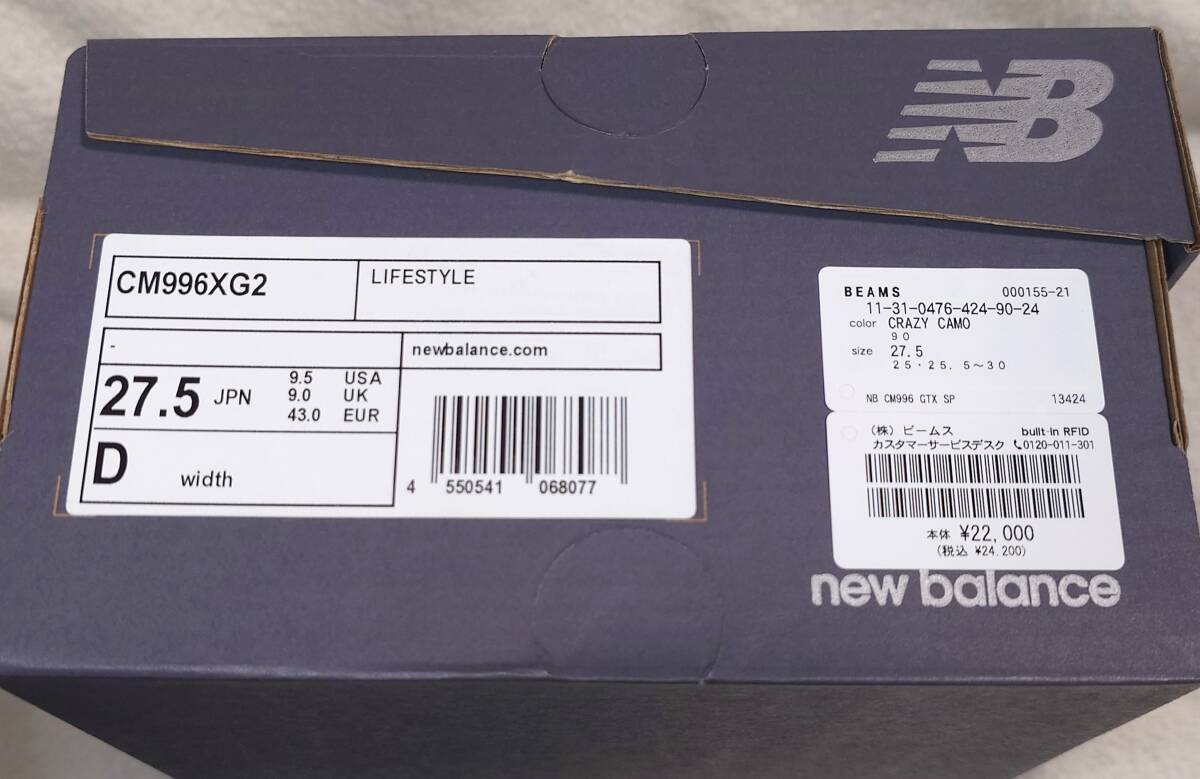 NB
CM996XG2
LIFESTYLE
-
newbalance.com
27.5 JPN
9.5 USA
9.0 UK
43.0 EUR
D width
4 550541 068077
BEAMS 000155-21
11-31-0476-424-90-24
color CRAZY CAMO
90
size 27.5
25・25.5~30
NB CM996 GTX SP 13424
(株)ビームス built-in RFID
カスタマーサービスデスク 0120-011-301
本体 ¥22,000
(税込 ¥24,200)
new balance